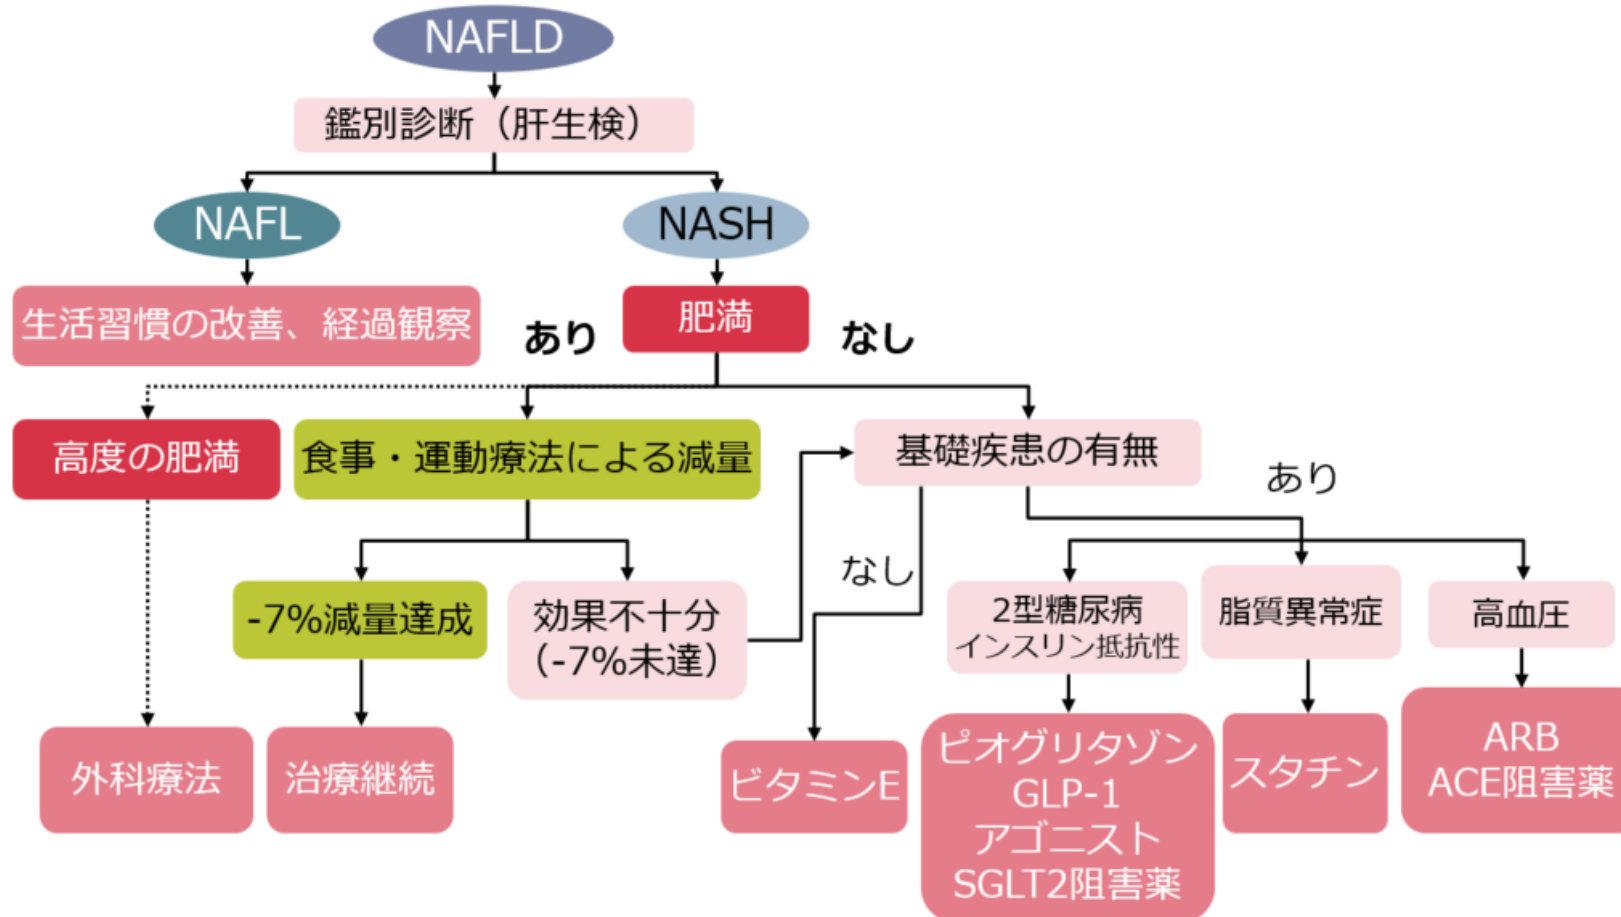 NAFLD
鑑別診断（肝生検）
NAFL
NASH
生活習慣の改善、経過観察
あり
肥満
なし
高度の肥満
食事・運動療法による減量
基礎疾患の有無
あり
なし
-7%減量達成
効果不十分
（-7%未達）
2型糖尿病
インスリン抵抗性
脂質異常症
高血圧
外科療法
治療継続
ビタミンE
ピオグリタゾン
GLP-1
アゴニスト
SGLT2阻害薬
スタチン
ARB
ACE阻害薬